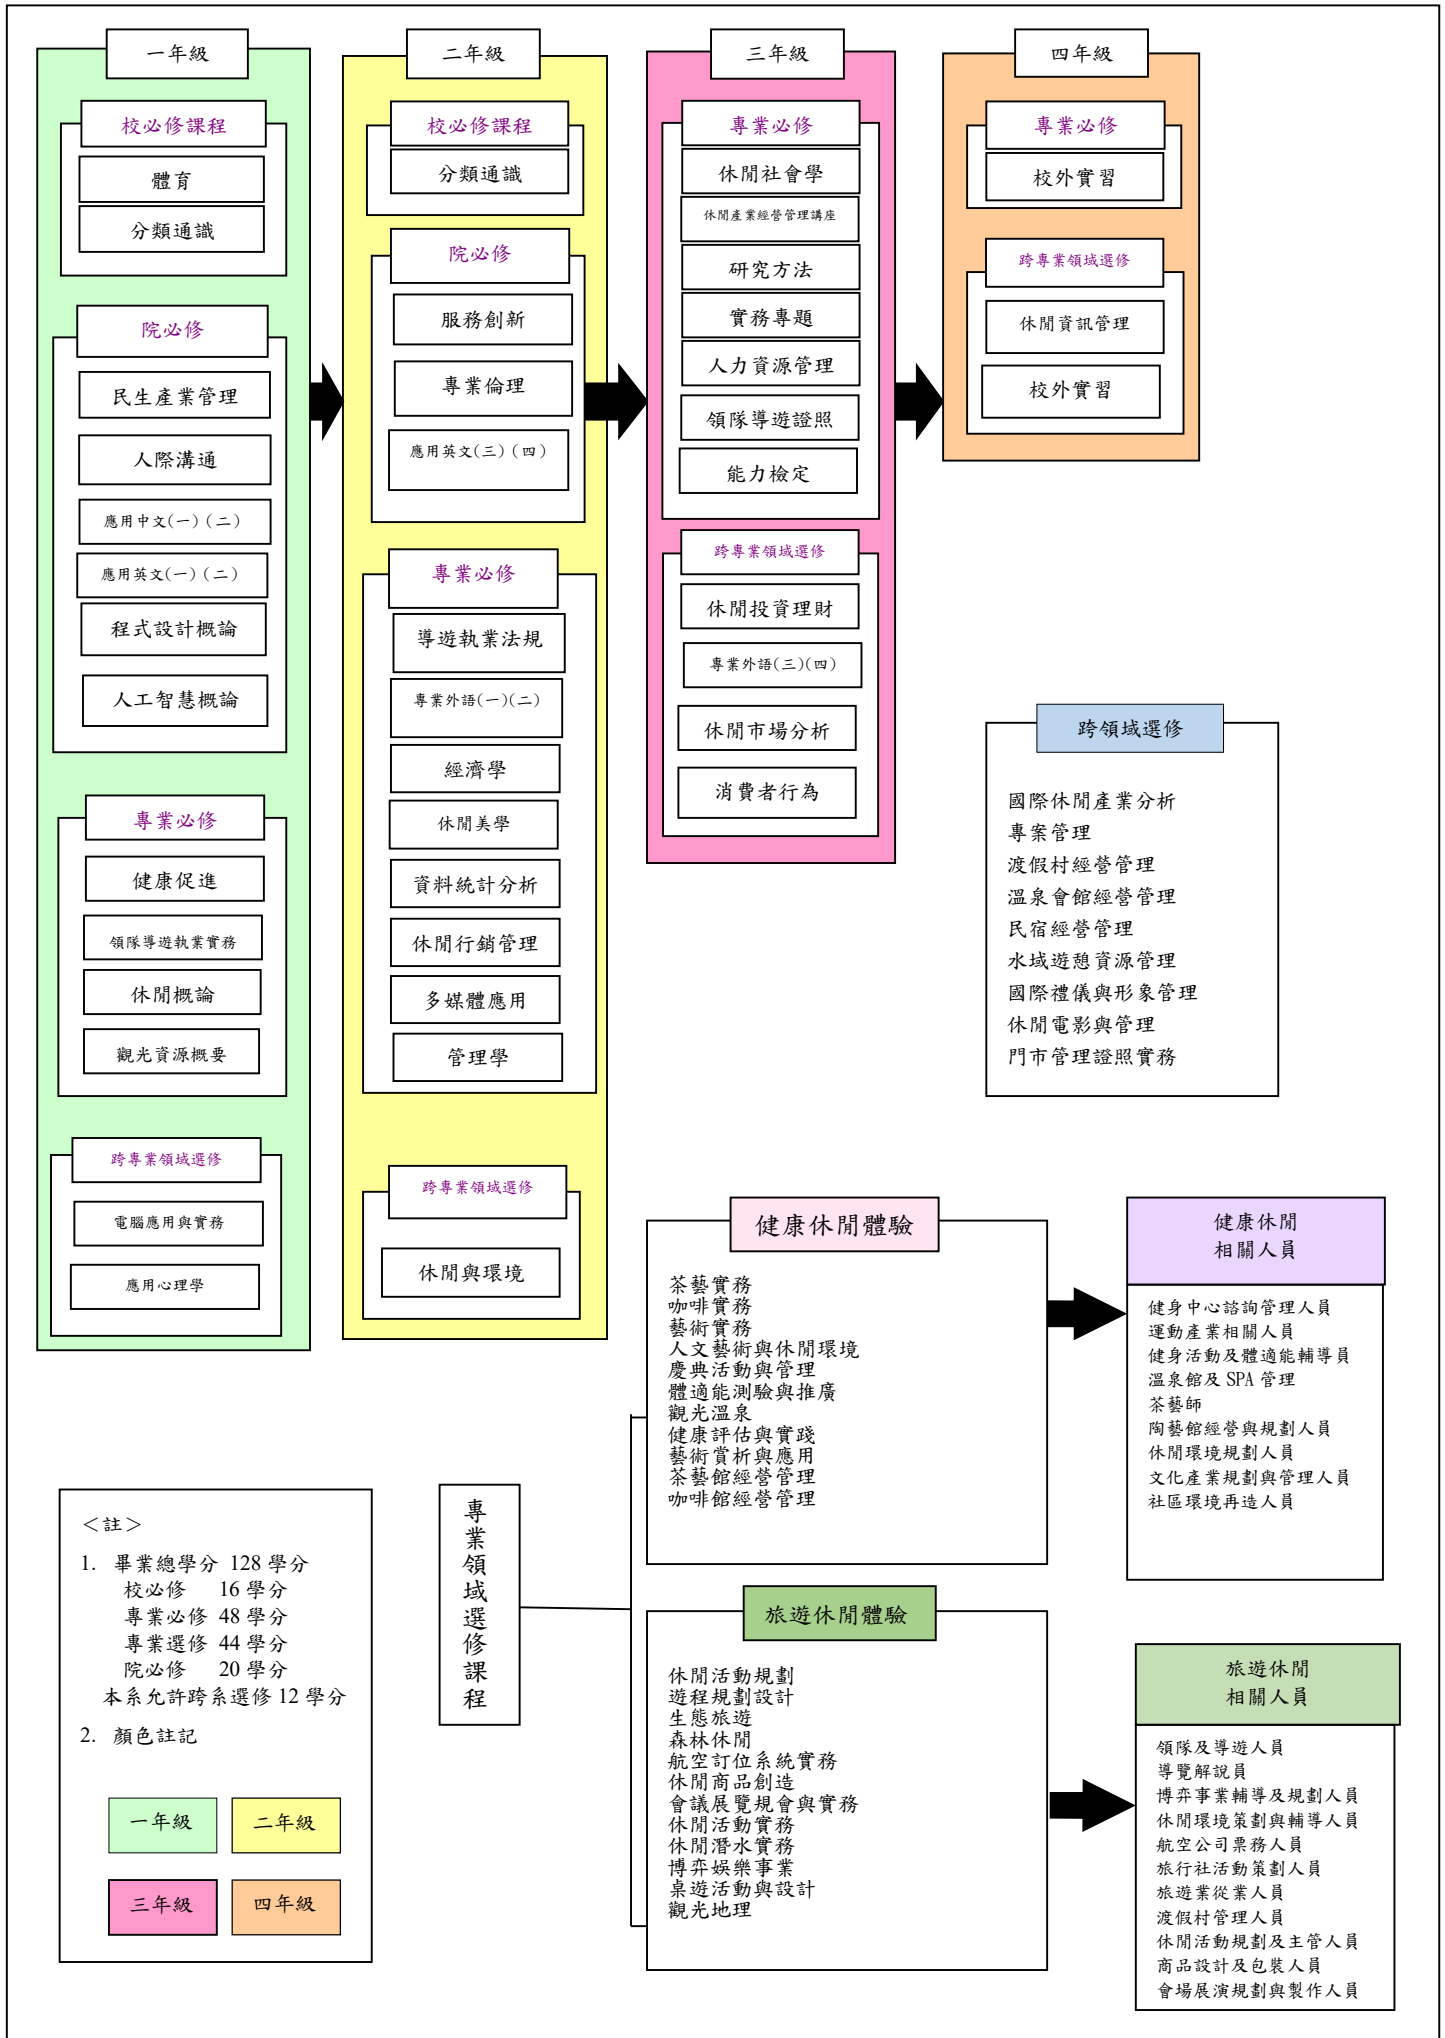 一年級
校必修課程
體育
分類通識
院必修
民生產業管理
人際溝通
應用中文(一)(二)
應用英文(一)(二)
程式設計概論
人工智慧概論
專業必修
健康促進
領隊導遊執業實務
休閒概論
觀光資源概要
跨專業領域選修
電腦應用與實務
應用心理學
二年級
校必修課程
分類通識
院必修
服務創新
專業倫理
應用英文(三)(四)
專業必修
導遊執業法規
專業外語(一)(二)
經濟學
休閒美學
資料統計分析
休閒行銷管理
多媒體應用
管理學
跨專業領域選修
休閒與環境
三年級
專業必修
休閒社會學
休閒產業經營管理講座
研究方法
實務專題
人力資源管理
領隊導遊證照
能力檢定
跨專業領域選修
休閒投資理財
專業外語(三)(四)
休閒市場分析
消費者行為
四年級
專業必修
校外實習
跨專業領域選修
休閒資訊管理
校外實習
跨領域選修
國際休閒產業分析
專案管理
渡假村經營管理
溫泉會館經營管理
民宿經營管理
水域遊憩資源管理
國際禮儀與形象管理
休閒電影與管理
門市管理證照實務
<註>
1. 畢業總學分 128 學分
校必修 16 學分
專業必修 48 學分
專業選修 44 學分
院必修 20 學分
本系允許跨系選修 12 學分
2. 顏色註記
一年級
二年級
三年級
四年級
專業領域選修課程
健康休閒體驗
茶藝實務
咖啡實務
藝術實務
人文藝術與休閒環境
慶典活動與管理
體適能測驗與推廣
觀光溫泉
健康評估與實踐
藝術賞析與應用
茶藝館經營管理
咖啡館經營管理
健康休閒
相關人員
健身中心諮詢管理人員
運動產業相關人員
健身活動及體適能輔導員
溫泉館及 SPA 管理
茶藝師
陶藝館經營與規劃人員
休閒環境規劃人員
文化產業規劃與管理人員
社區環境再造人員
旅遊休閒體驗
休閒活動規劃
遊程規劃設計
生態旅遊
森林休閒
航空訂位系統實務
休閒商品創造
會議展覽規會與實務
休閒活動實務
休閒潛水實務
博弈娛樂事業
桌遊活動與設計
觀光地理
旅遊休閒
相關人員
領隊及導遊人員
導覽解說員
博弈事業輔導及規劃人員
休閒環境策劃與輔導人員
航空公司票務人員
旅行社活動策劃人員
旅遊業從業人員
渡假村管理人員
休閒活動規劃及主管人員
商品設計及包裝人員
會場展演規劃與製作人員